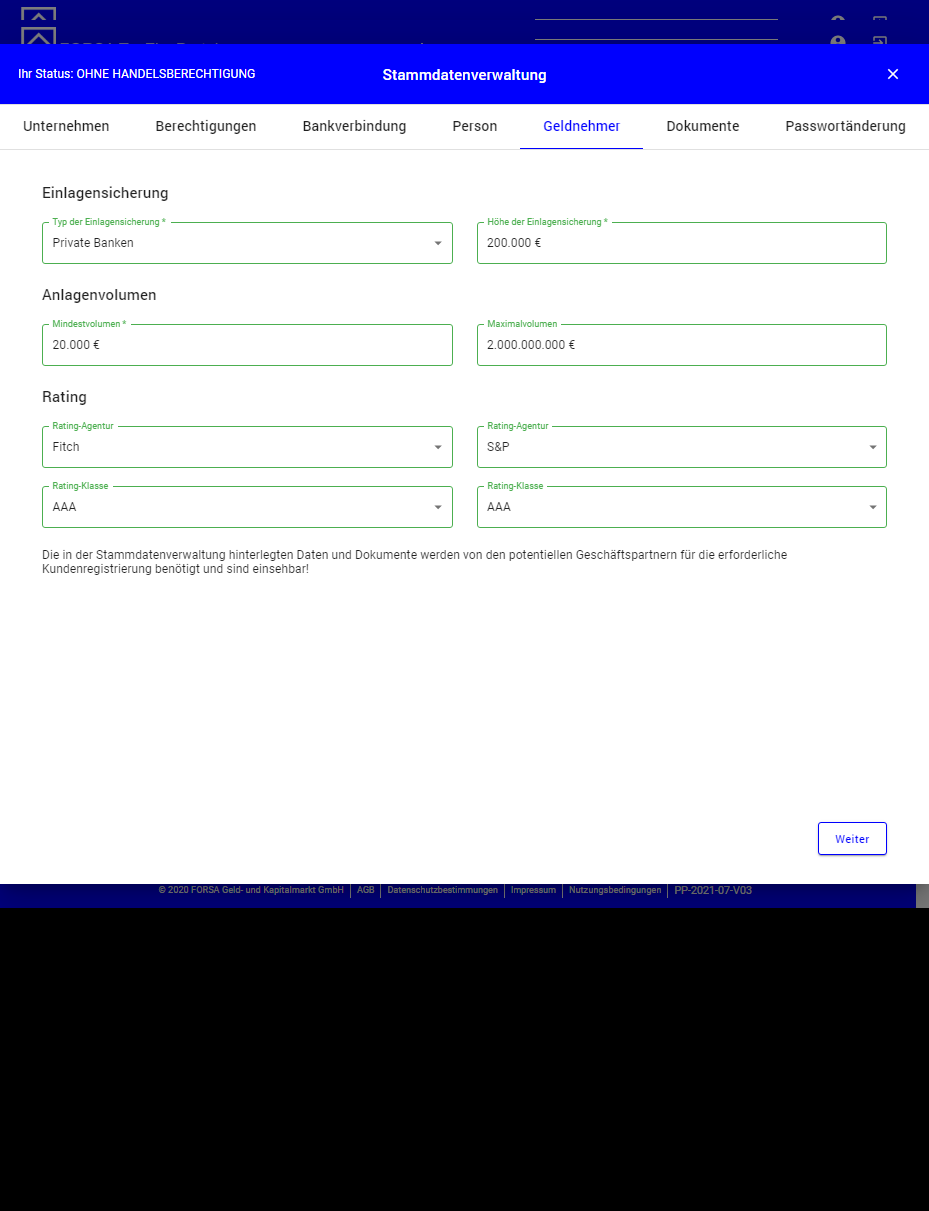 Ihr Status: OHNE HANDELSBERECHTIGUNG
Stammdatenverwaltung
Unternehmen Berechtigungen Bankverbindung Person Geldnehmer Dokumente Passwortänderung
Einlagensicherung
Typ der Einlagensicherung * Höhe der Einlagensicherung *
Private Banken 200.000 €
Anlagenvolumen
Mindestvolumen * Maximalvolumen
20.000 € 2.000.000.000 €
Rating
Rating-Agentur Rating-Agentur
Fitch S&P
Rating-Klasse Rating-Klasse
AAA AAA
Die in der Stammdatenverwaltung hinterlegten Daten und Dokumente werden von den potentiellen Geschäftspartnern für die erforderliche
Kundenregistrierung benötigt und sind einsehbar!
Weiter
© 2020 FORSA Geld- und Kapitalmarkt GmbH | AGB | Datenschutzbestimmungen | Impressum | Nutzungsbedingungen | PP-2021-07-V03